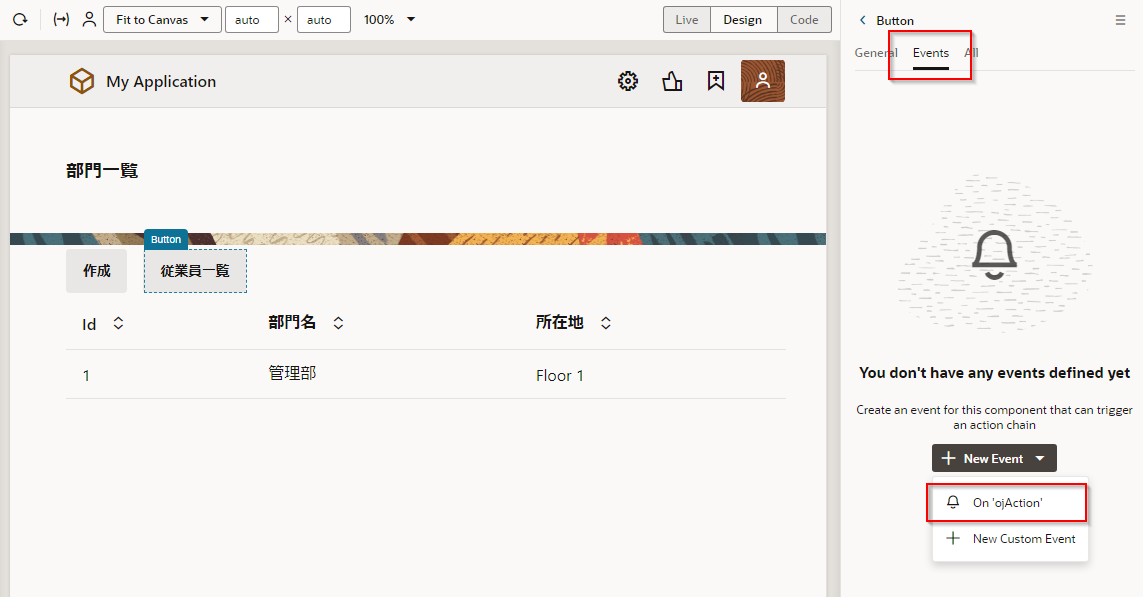 Fit to Canvas auto × auto 100% Live Design Code
Button
General Events All
My Application
部門一覧
Button
作成 従業員一覧
Id 部門名 所在地
1 管理部 Floor 1
You don't have any events defined yet
Create an event for this component that can trigger
an action chain
New Event
On 'ojAction'
New Custom Event